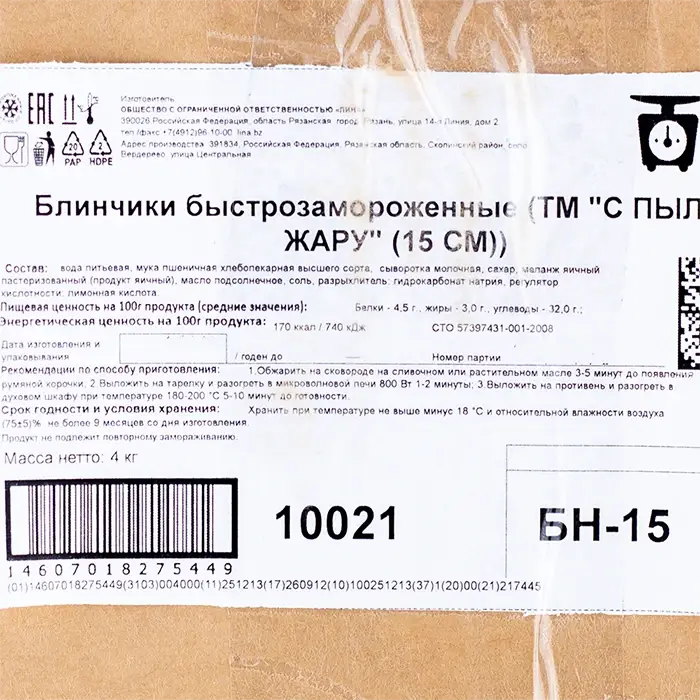 EAC
20
PAP
2
HDPE
Изготовитель:
ОБЩЕСТВО С ОГРАНИЧЕННОЙ ОТВЕТСТВЕННОСТЬЮ «ЛИНА»
390026 Российская Федерация, область Рязанская город Рязань, улица 14-я Линия, дом 2
тел./факс +7(4912)96-10-00 lina.bz
Адрес производства 391834, Российская Федерация, Рязанская область, Скопинский район, село
Вердерево улица Центральная
Блинчики быстрозамороженные (ТМ "С ПЫЛ
ЖАРУ" (15 СМ))
Состав: вода питьевая, мука пшеничная хлебопекарная высшего сорта, сыворотка молочная, сахар, меланж яичный
пастеризованный (продукт яичный), масло подсолнечное, соль, разрыхлитель: гидрокарбонат натрия, регулятор
кислотности: лимонная кислота.
Пищевая ценность на 100г продукта (средние значения): Белки - 4,5 г., жиры - 3,0 г., углеводы - 32,0 г.;
Энергетическая ценность на 100г продукта: 170 ккал / 740 кДж СТО 57397431-001-2008
Дата изготовления и
упаковывания / годен до Номер партии
Рекомендации по способу приготовления: 1.Обжарить на сковороде на сливочном или растительном масле 3-5 минут до появления
румяной корочки; 2.Выложить на тарелку и разогреть в микроволновой печи 800 Вт 1-2 минуты; 3.Выложить на противень и разогреть в
духовом шкафу при температуре 180-200 °С 5-10 минут до готовности.
Срок годности и условия хранения: Хранить при температуре не выше минус 18 °С и относительной влажности воздуха
(75±5)% не более 9 месяцев со дня изготовления.
Продукт не подлежит повторному замораживанию.
Масса нетто: 4 кг
10021
БН-15
14607018275449
(01)14607018275449(3103)004000(11)251213(17)260912(10)100251213(37)1(20)00(21)217445